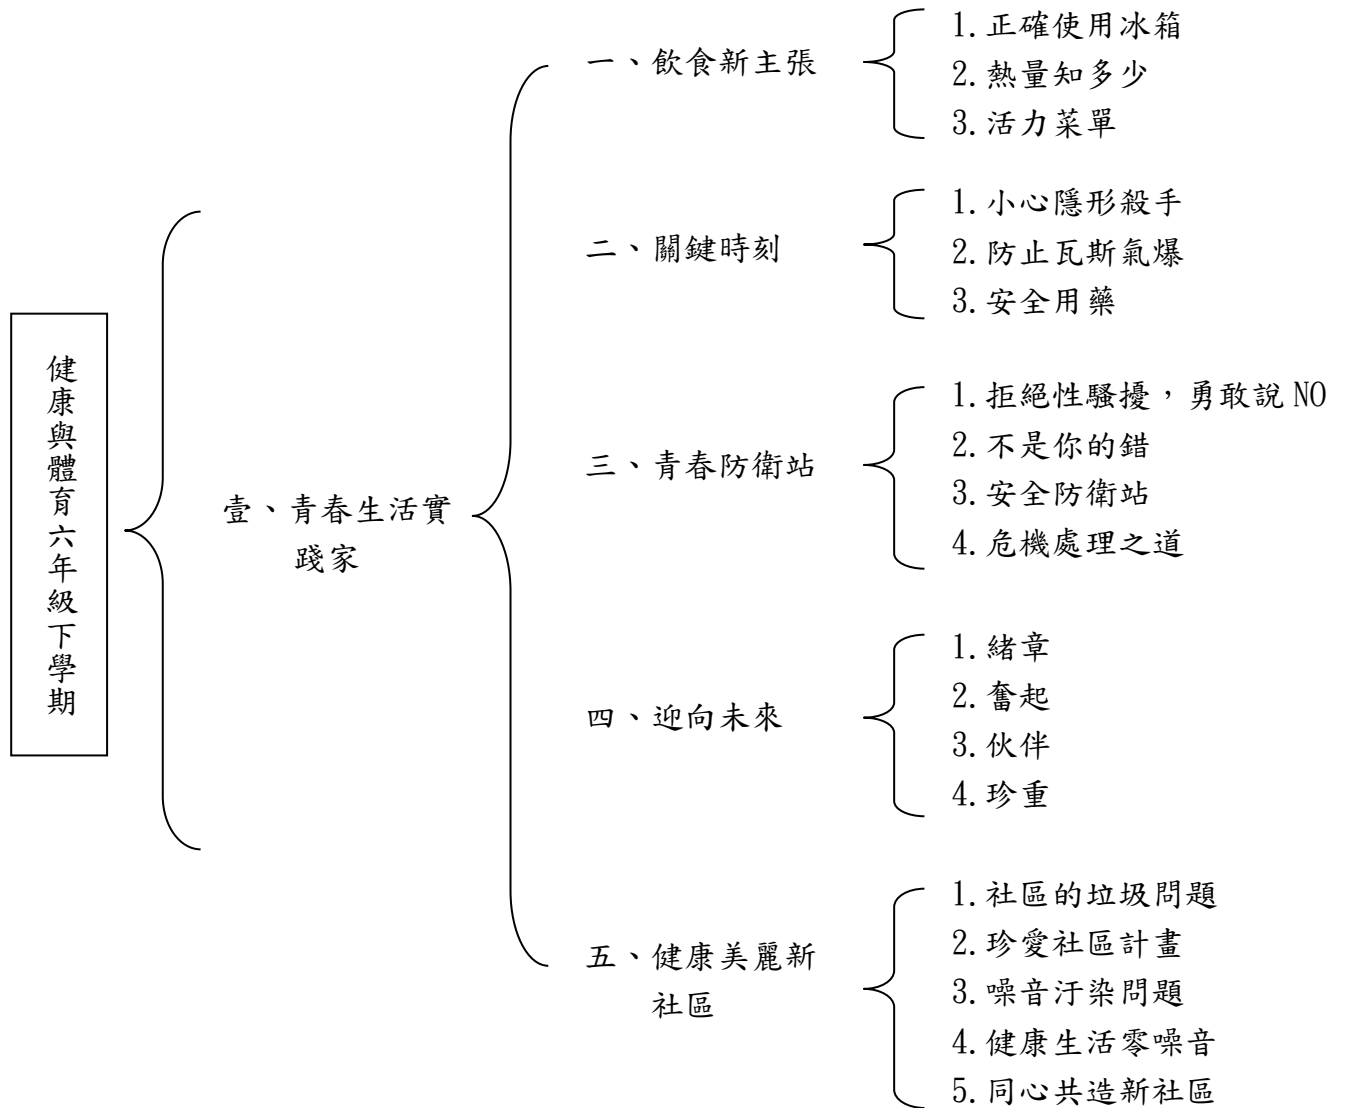 健康與體育六年級下學期
壹、青春生活實
踐家
一、飲食新主張
1.正確使用冰箱
2.熱量知多少
3.活力菜單
二、關鍵時刻
1.小心隱形殺手
2.防止瓦斯氣爆
3.安全用藥
三、青春防衛站
1.拒絕性騷擾，勇敢說 NO
2.不是你的錯
3.安全防衛站
4.危機處理之道
四、迎向未來
1.緒章
2.奮起
3.伙伴
4.珍重
五、健康美麗新
社區
1.社區的垃圾問題
2.珍愛社區計畫
3.噪音汙染問題
4.健康生活零噪音
5.同心共造新社區